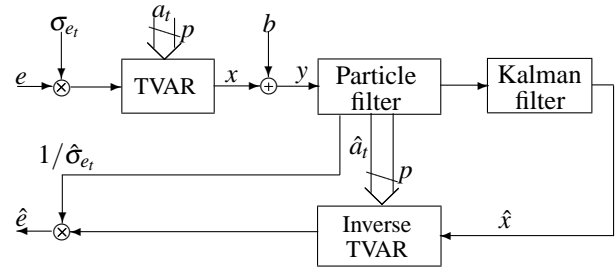 σ_{e_t} a_t p b
e TVAR x + y Particle filter Kalman filter
1/σ̂_{e_t} â_t p
ê Inverse TVAR x̂